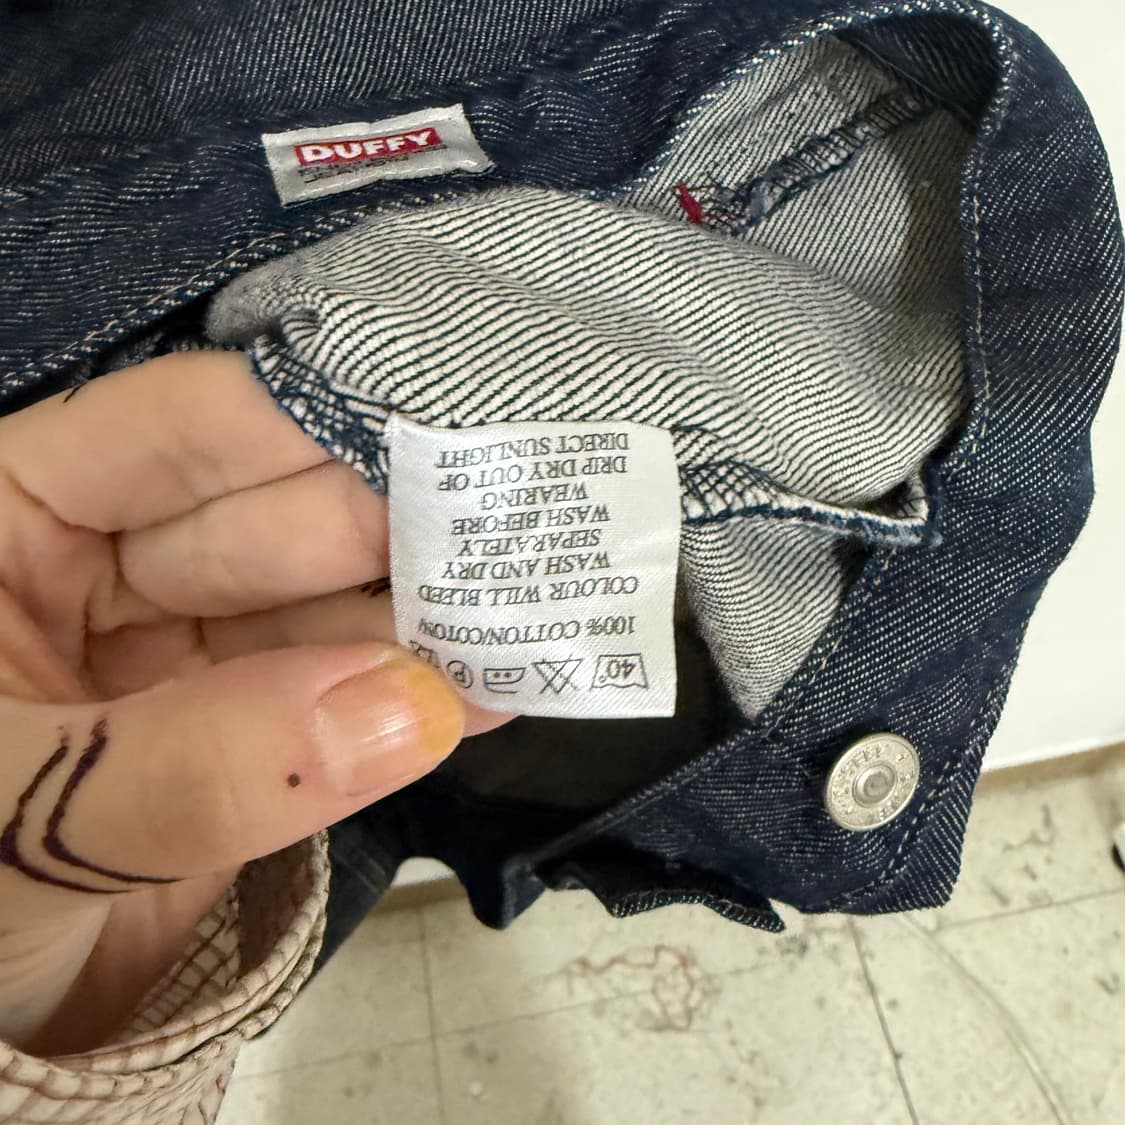 DUFFY
100% COTTON/COTON
COLOUR WILL BLEED
WASH AND DRY
SEPARATELY
WASH BEFORE
WEARING
DRIP DRY OUT OF
DIRECT SUNLIGHT
40°
P